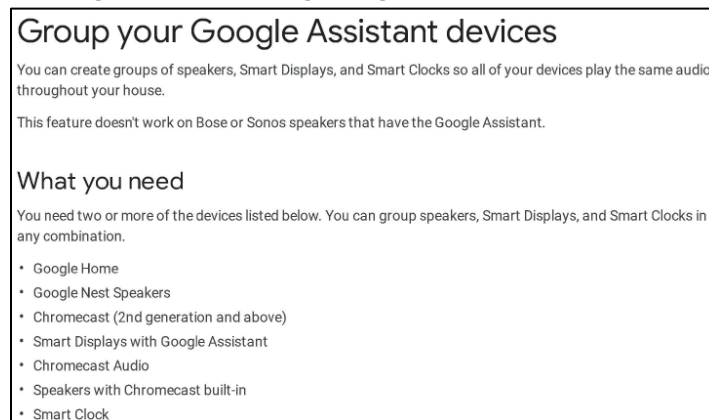 Group your Google Assistant devices
You can create groups of speakers, Smart Displays, and Smart Clocks so all of your devices play the same audio
throughout your house.
This feature doesn't work on Bose or Sonos speakers that have the Google Assistant.
What you need
You need two or more of the devices listed below. You can group speakers, Smart Displays, and Smart Clocks in
any combination.
• Google Home
• Google Nest Speakers
• Chromecast (2nd generation and above)
• Smart Displays with Google Assistant
• Chromecast Audio
• Speakers with Chromecast built-in
• Smart Clock